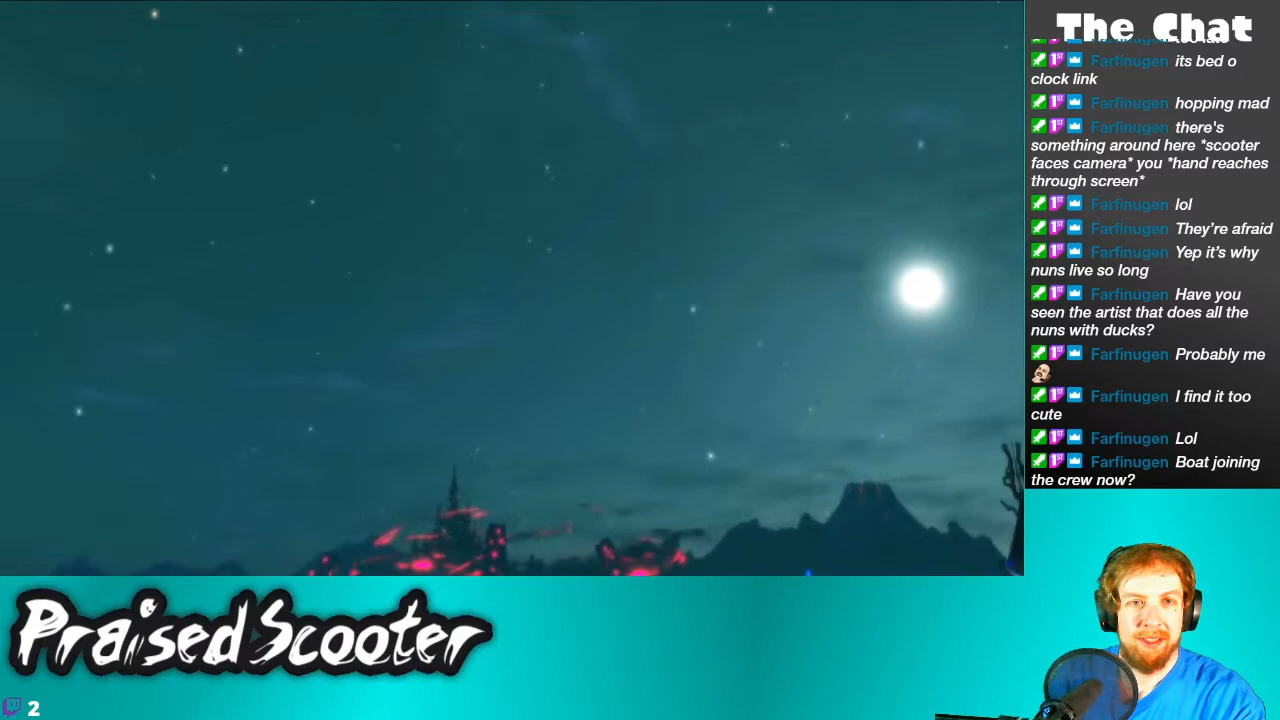 The Chat
Farfinugen its bed o
clock link
Farfinugen hopping mad
Farfinugen there's
something around here *scooter
faces camera* you *hand reaches
through screen*
Farfinugen lol
Farfinugen They’re afraid
Farfinugen Yep it’s why
nuns live so long
Farfinugen Have you
seen the artist that does all the
nuns with ducks?
Farfinugen Probably me
Farfinugen I find it too
cute
Farfinugen Lol
Farfinugen Boat joining
the crew now?
PraisedScooter
2